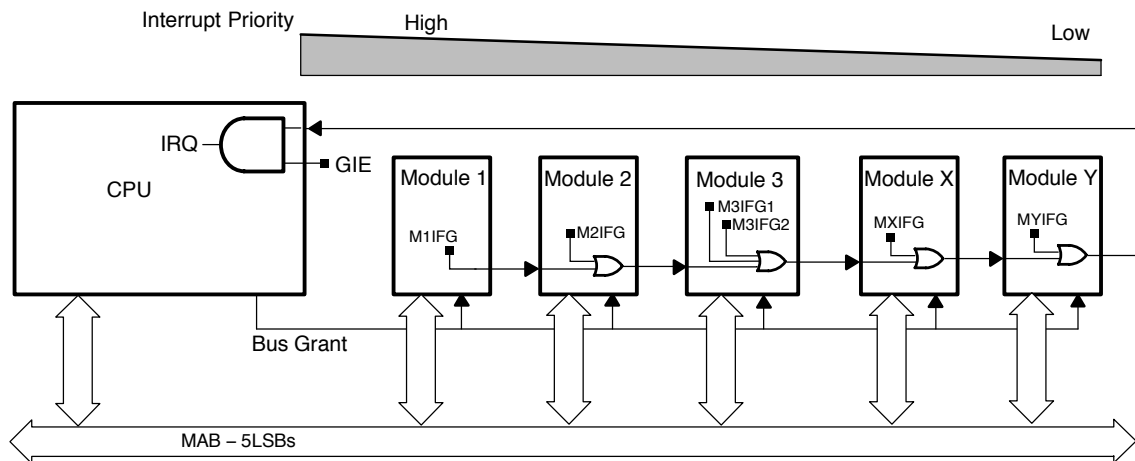 Interrupt Priority
High
Low
IRQ
GIE
CPU
Module 1
M1IFG
Module 2
M2IFG
Module 3
M3IFG1
M3IFG2
Module X
MXIFG
Module Y
MYIFG
Bus Grant
MAB – 5LSBs